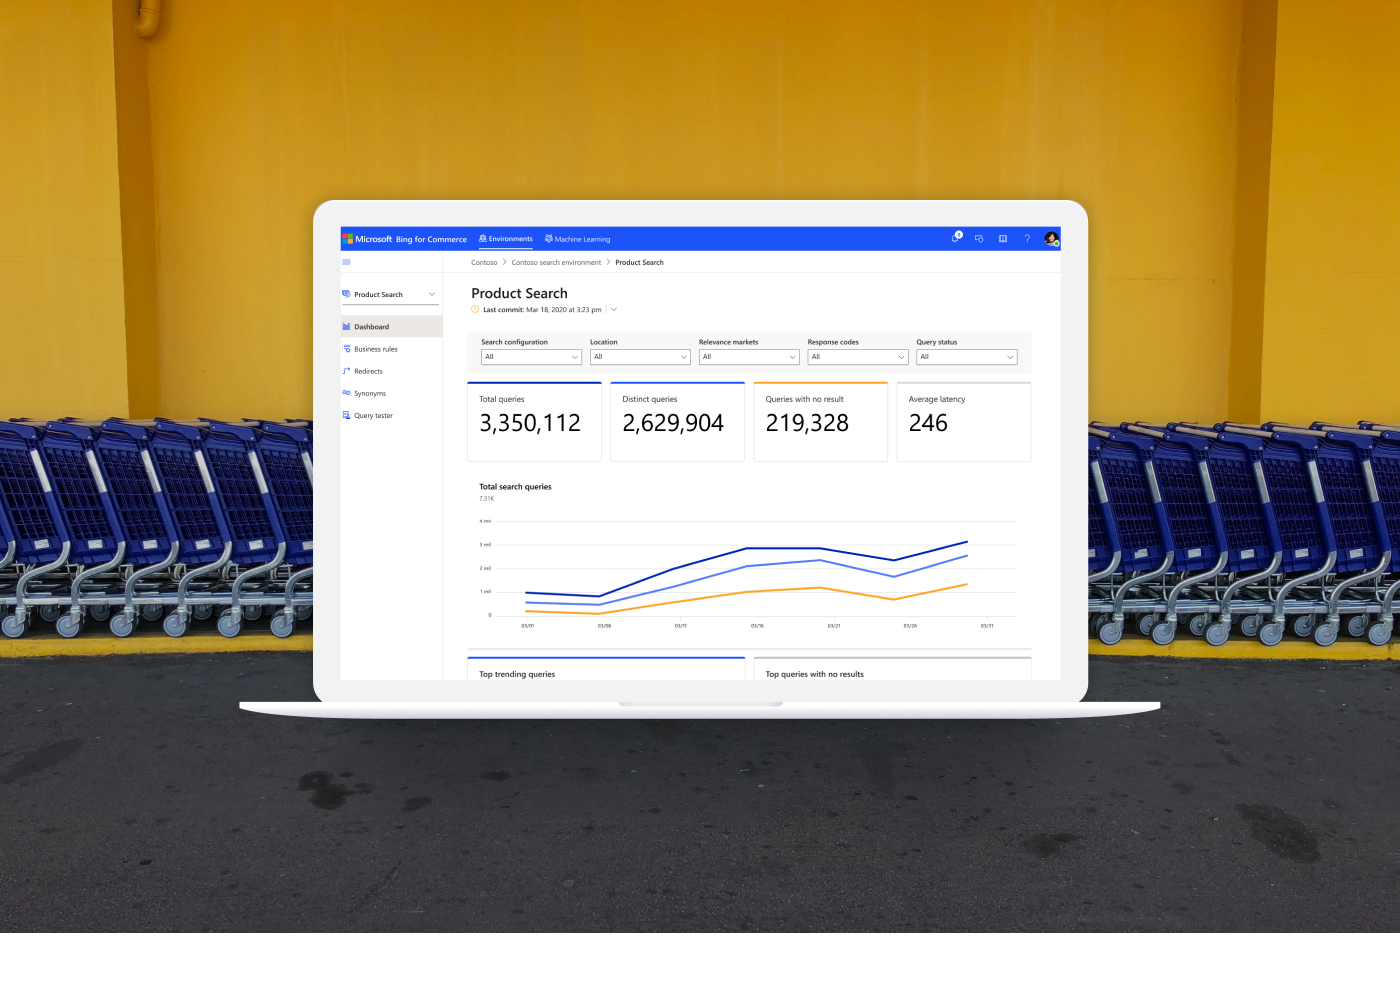 Microsoft Bing for Commerce Environments Machine Learning
Contoso > Contoso search environment > Product Search
Product Search
Dashboard
Business rules
Redirects
Synonyms
Query tester
Product Search
Last commit: Mar 18, 2020 at 3:23 pm
Search configuration Location Relevance markets Response codes Query status
All All All All All
Total queries Distinct queries Queries with no result Average latency
3,350,112 2,629,904 219,328 246
Total search queries
7.31K
4 mil
3 mil
2 mil
1 mil
0
03/01 03/06 03/11 03/16 03/21 03/26 03/31
Top trending queries Top queries with no results